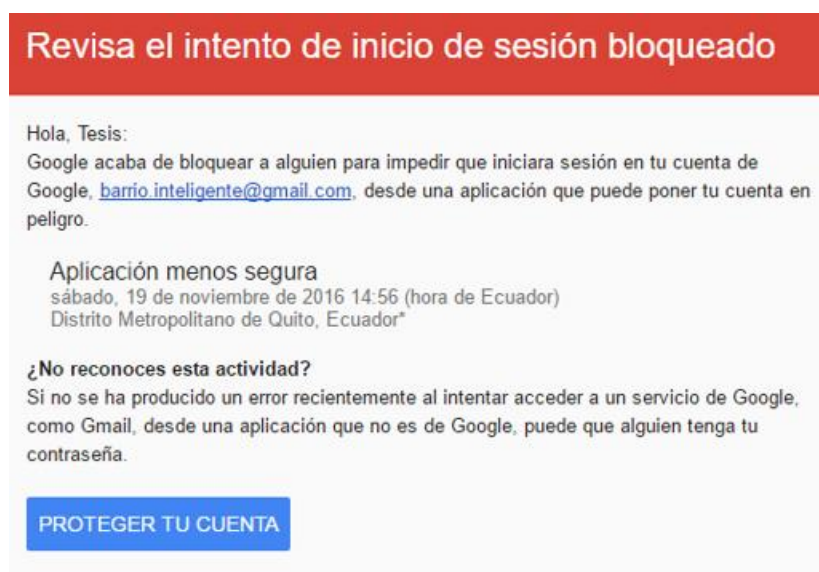 Revisa el intento de inicio de sesión bloqueado
Hola, Tesis:
Google acaba de bloquear a alguien para impedir que iniciara sesión en tu cuenta de
Google, barrio.inteligente@gmail.com, desde una aplicación que puede poner tu cuenta en
peligro.
Aplicación menos segura
sábado, 19 de noviembre de 2016 14:56 (hora de Ecuador)
Distrito Metropolitano de Quito, Ecuador*
¿No reconoces esta actividad?
Si no se ha producido un error recientemente al intentar acceder a un servicio de Google,
como Gmail, desde una aplicación que no es de Google, puede que alguien tenga tu
contraseña.
PROTEGER TU CUENTA